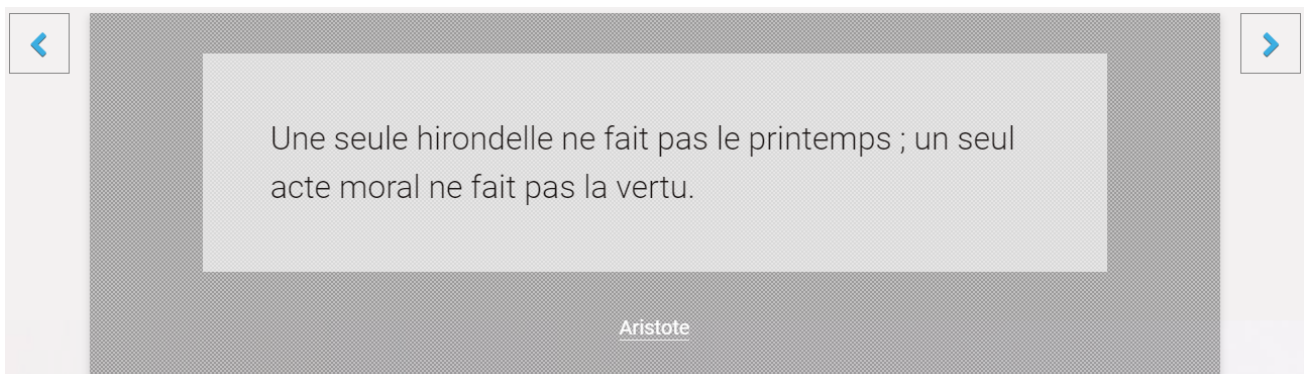 Une seule hirondelle ne fait pas le printemps ; un seul
acte moral ne fait pas la vertu.
Aristote